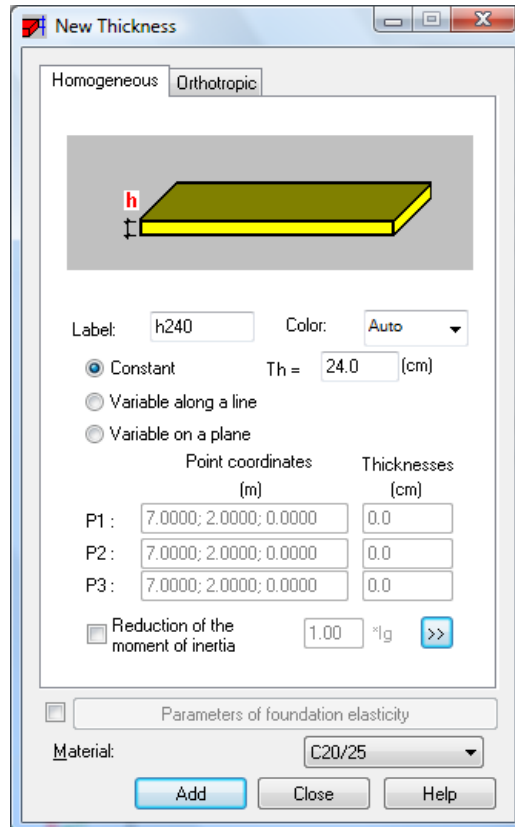 New Thickness
Homogeneous Orthotropic
h
Label: h240 Color: Auto
Constant Th = 24.0 (cm)
Variable along a line
Variable on a plane
Point coordinates Thicknesses
(m) (cm)
P1 : 7.0000; 2.0000; 0.0000 0.0
P2 : 7.0000; 2.0000; 0.0000 0.0
P3 : 7.0000; 2.0000; 0.0000 0.0
Reduction of the
moment of inertia 1.00 *Ig >>
Parameters of foundation elasticity
Material: C20/25
Add Close Help